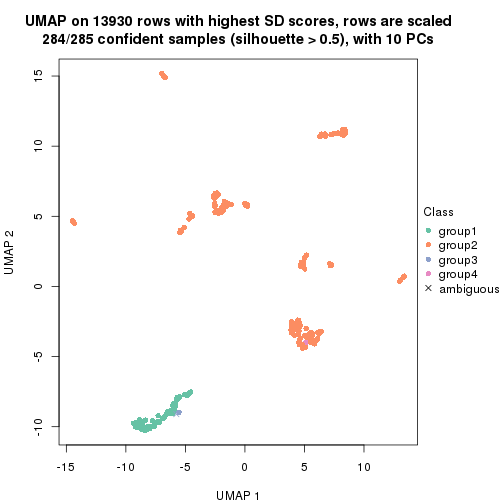 UMAP on 13930 rows with highest SD scores, rows are scaled
284/285 confident samples (silhouette > 0.5), with 10 PCs
15
10
5
0
-5
-10
UMAP 2
-15
-10
-5
0
5
10
UMAP 1
Class
group1
group2
group3
group4
ambiguous